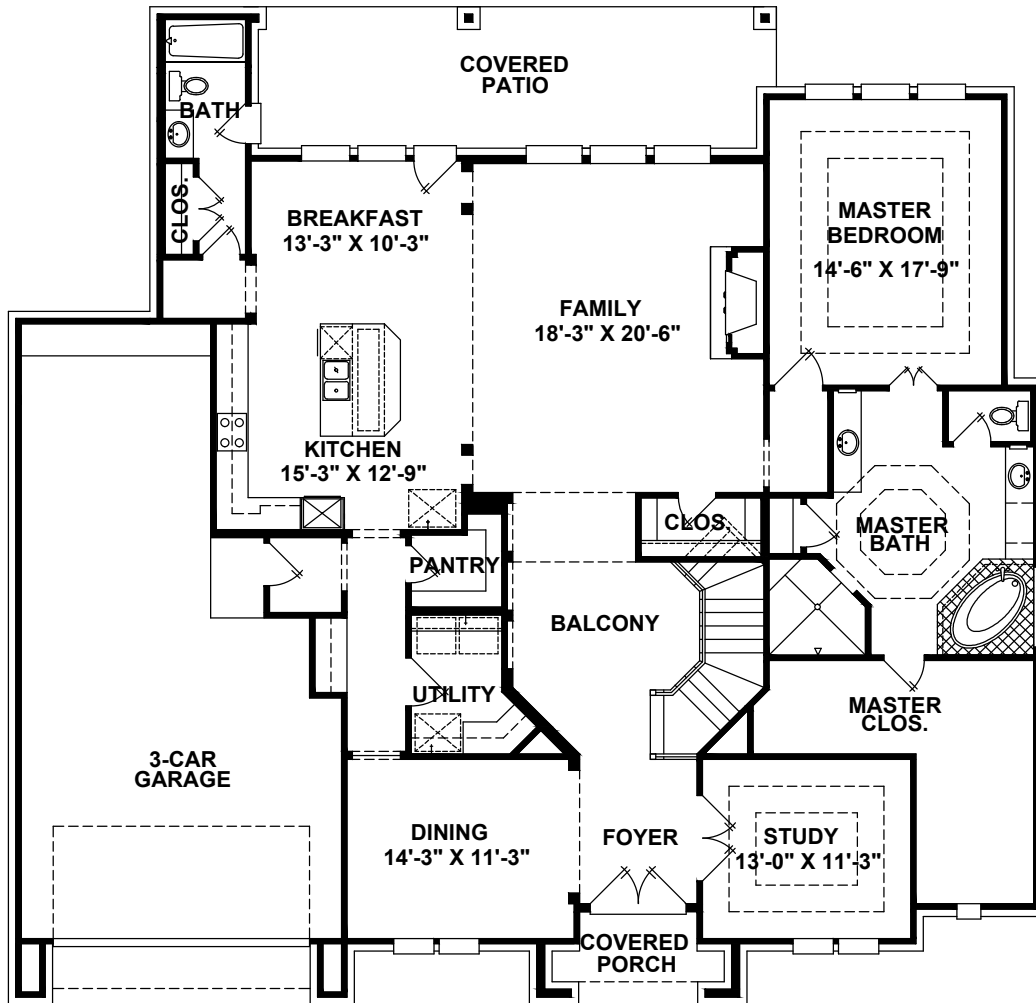 COVERED
PATIO
BATH
CLOS.
BREAKFAST
13'-3" X 10'-3"
MASTER
BEDROOM
14'-6" X 17'-9"
FAMILY
18'-3" X 20'-6"
KITCHEN
15'-3" X 12'-9"
CLOS.
MASTER
BATH
PANTRY
BALCONY
UTILITY
MASTER
CLOS.
3-CAR
GARAGE
DINING
14'-3" X 11'-3"
FOYER
STUDY
13'-0" X 11'-3"
COVERED
PORCH